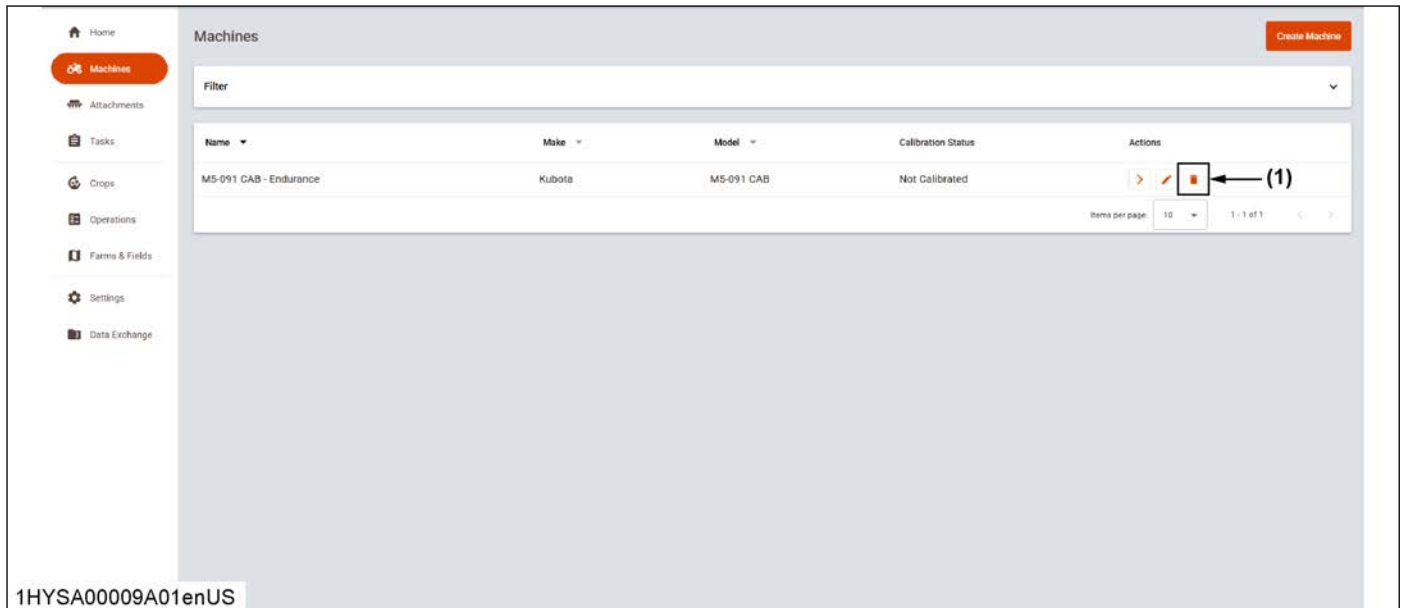 Home
Machines
Attachments
Tasks
Crops
Operations
Farms & Fields
Settings
Data Exchange
Machines
Create Machine
Filter
Name Make Model Calibration Status Actions
M5-091 CAB - Endurance Kubota M5-091 CAB Not Calibrated
(1)
Items per page: 10 1 - 1 of 1
1HYSA00009A01enUS